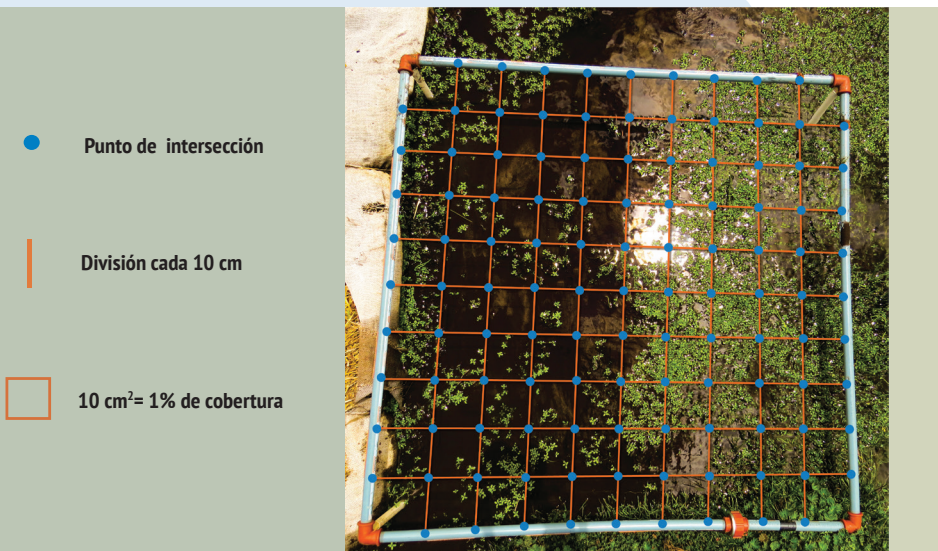 Punto de intersección
División cada 10 cm
10 cm²= 1% de cobertura